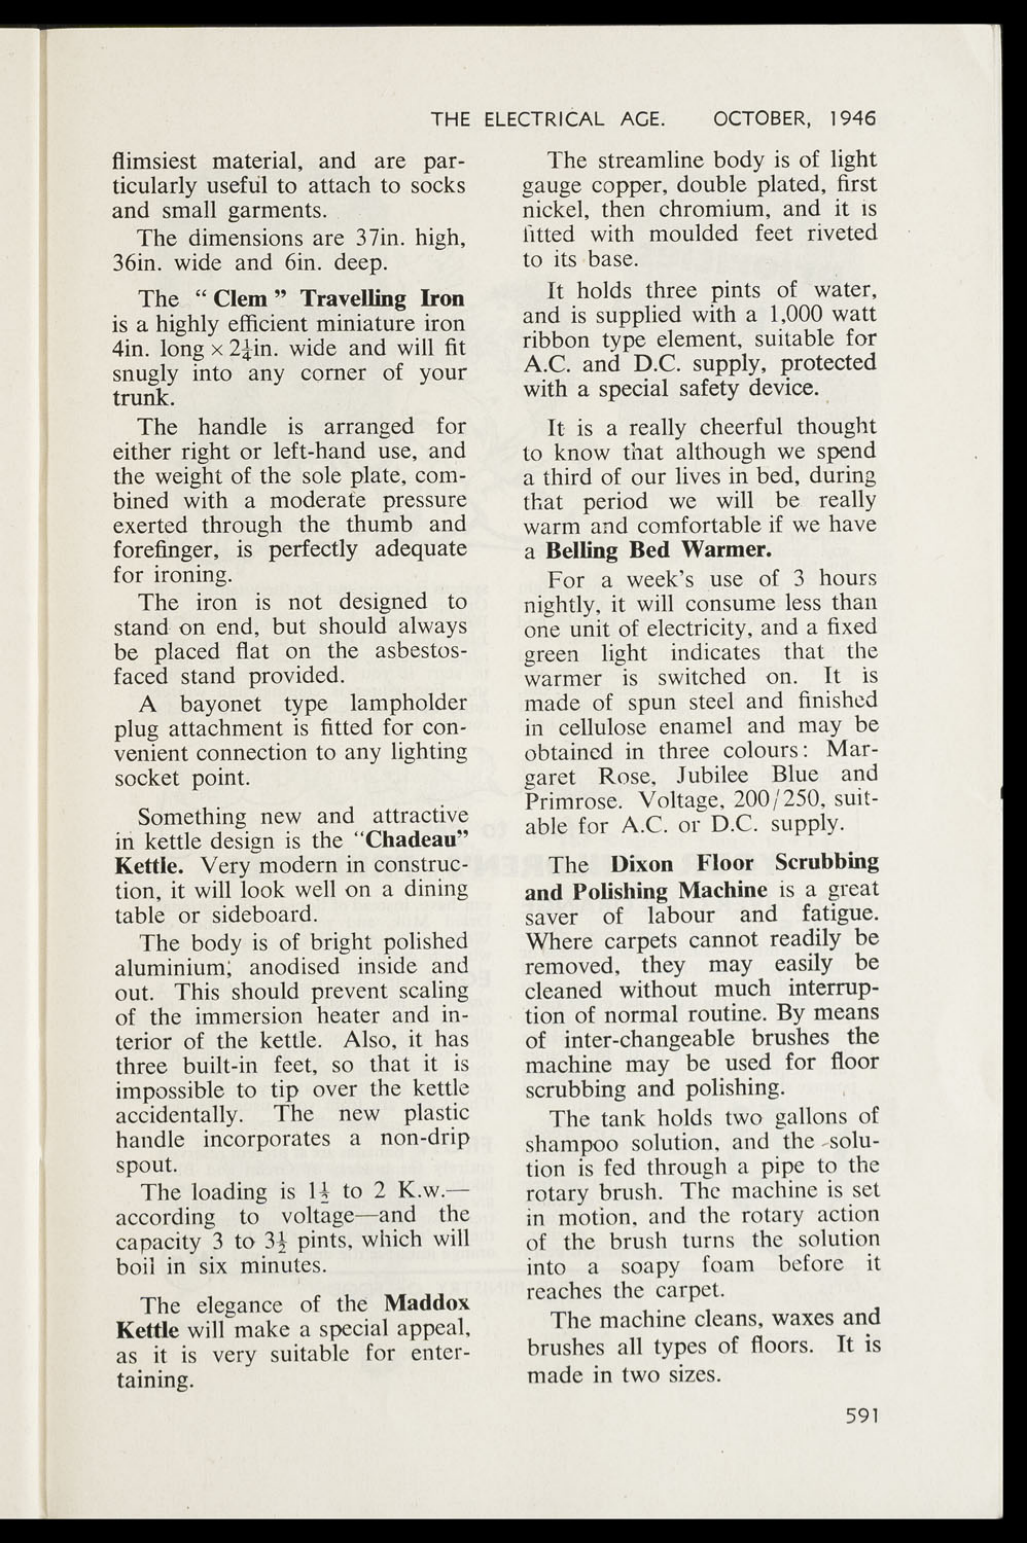 THE ELECTRICAL AGE. OCTOBER, 1946
flimsiest material, and are par-
ticularly useful to attach to socks
and small garments.
The dimensions are 37in. high,
36in. wide and 6in. deep.
The “ Clem ” Travelling Iron
is a highly efficient miniature iron
4in. long × 2¼in. wide and will fit
snugly into any corner of your
trunk.
The handle is arranged for
either right or left-hand use, and
the weight of the sole plate, com-
bined with a moderate pressure
exerted through the thumb and
forefinger, is perfectly adequate
for ironing.
The iron is not designed to
stand on end, but should always
be placed flat on the asbestos-
faced stand provided.
A bayonet type lampholder
plug attachment is fitted for con-
venient connection to any lighting
socket point.
Something new and attractive
in kettle design is the “Chadeau”
Kettle. Very modern in construc-
tion, it will look well on a dining
table or sideboard.
The body is of bright polished
aluminium; anodised inside and
out. This should prevent scaling
of the immersion heater and in-
terior of the kettle. Also, it has
three built-in feet, so that it is
impossible to tip over the kettle
accidentally. The new plastic
handle incorporates a non-drip
spout.
The loading is 1½ to 2 K.w.—
according to voltage—and the
capacity 3 to 3½ pints, which will
boil in six minutes.
The elegance of the Maddox
Kettle will make a special appeal,
as it is very suitable for enter-
taining.
The streamline body is of light
gauge copper, double plated, first
nickel, then chromium, and it is
fitted with moulded feet riveted
to its base.
It holds three pints of water,
and is supplied with a 1,000 watt
ribbon type element, suitable for
A.C. and D.C. supply, protected
with a special safety device.
It is a really cheerful thought
to know that although we spend
a third of our lives in bed, during
that period we will be really
warm and comfortable if we have
a Belling Bed Warmer.
For a week's use of 3 hours
nightly, it will consume less than
one unit of electricity, and a fixed
green light indicates that the
warmer is switched on. It is
made of spun steel and finished
in cellulose enamel and may be
obtained in three colours: Mar-
garet Rose, Jubilee Blue and
Primrose. Voltage, 200/250, suit-
able for A.C. or D.C. supply.
The Dixon Floor Scrubbing
and Polishing Machine is a great
saver of labour and fatigue.
Where carpets cannot readily be
removed, they may easily be
cleaned without much interrup-
tion of normal routine. By means
of inter-changeable brushes the
machine may be used for floor
scrubbing and polishing.
The tank holds two gallons of
shampoo solution, and the solu-
tion is fed through a pipe to the
rotary brush. The machine is set
in motion, and the rotary action
of the brush turns the solution
into a soapy foam before it
reaches the carpet.
The machine cleans, waxes and
brushes all types of floors. It is
made in two sizes.
591